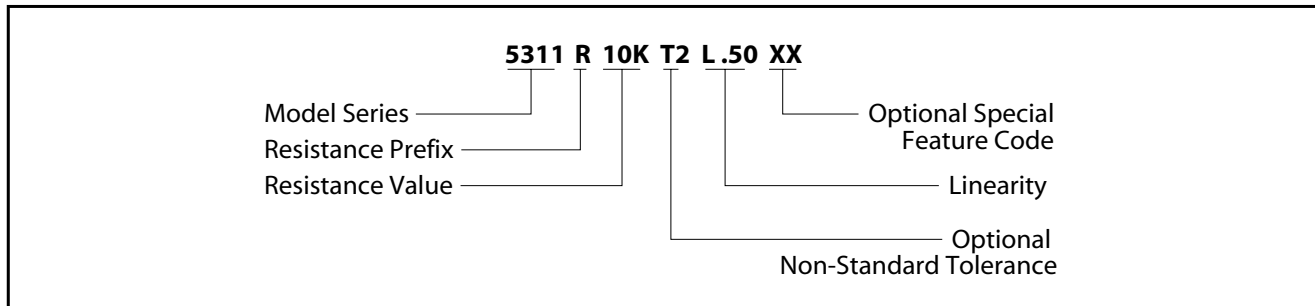 5311 R 10K T2 L .50 XX
Model Series
Resistance Prefix
Resistance Value
Optional Special
Feature Code
Linearity
Optional
Non-Standard Tolerance